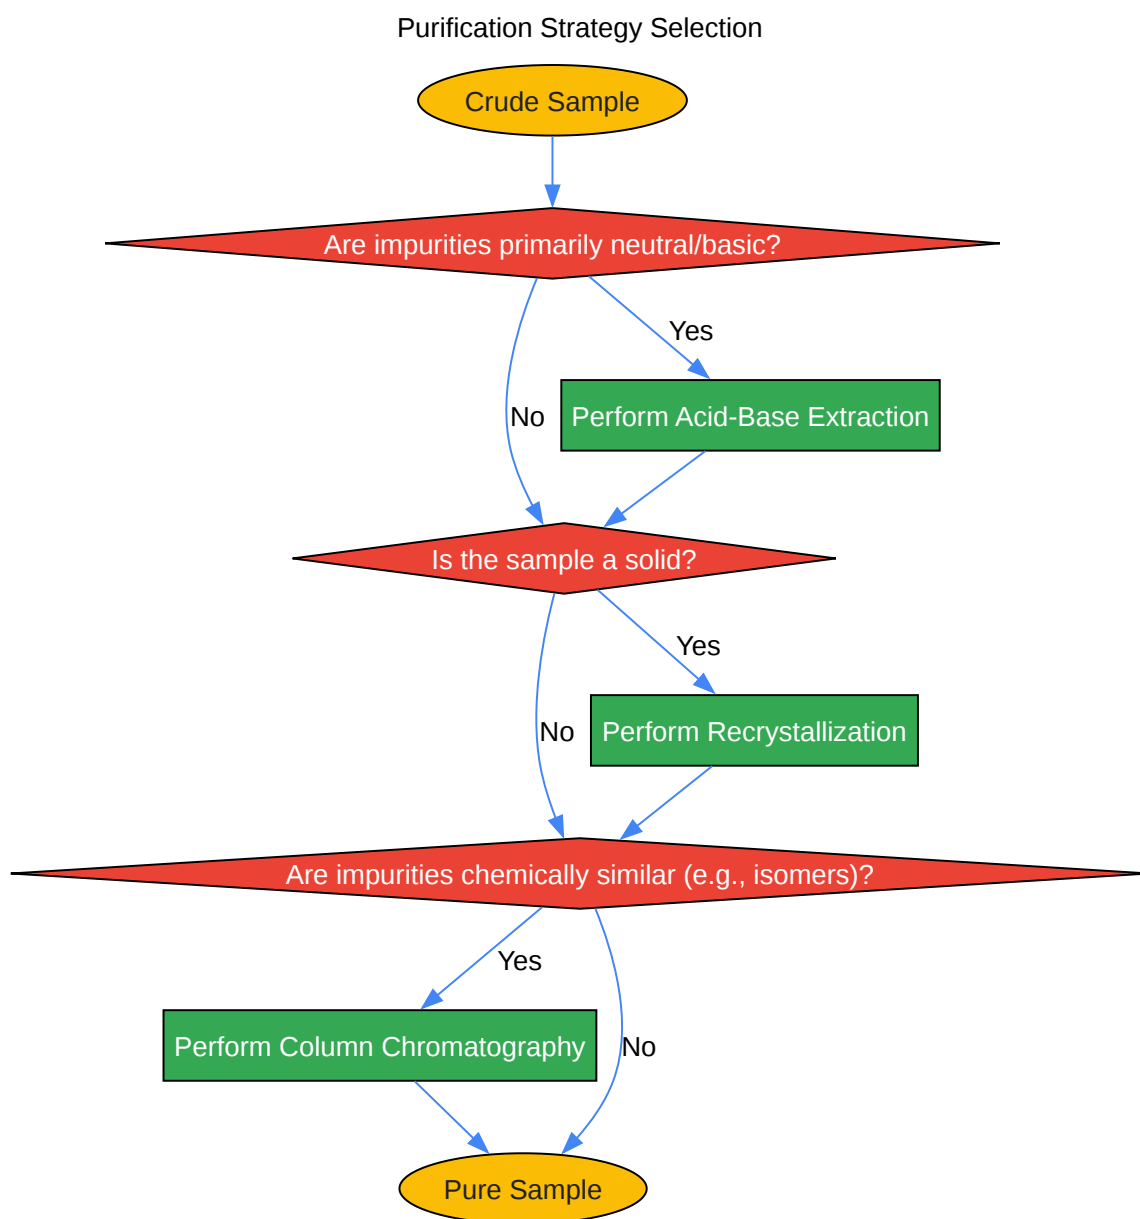 Purification Strategy Selection
Crude Sample
Are impurities primarily neutral/basic?
Yes
No
Perform Acid-Base Extraction
Is the sample a solid?
Yes
No
Perform Recrystallization
Are impurities chemically similar (e.g., isomers)?
Yes
Perform Column Chromatography
No
Pure Sample